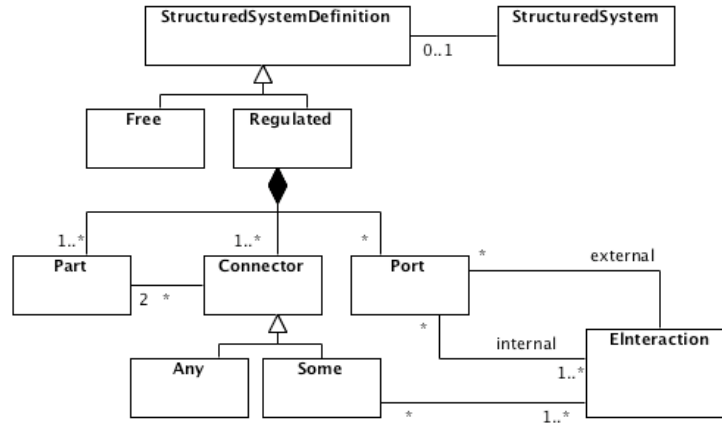 StructuredSystemDefinition
StructuredSystem
0..1
Free
Regulated
1..*
1..*
*
Part
Connector
Port
*
external
2
*
*
internal
EInteraction
1..*
Any
Some
*
1..*